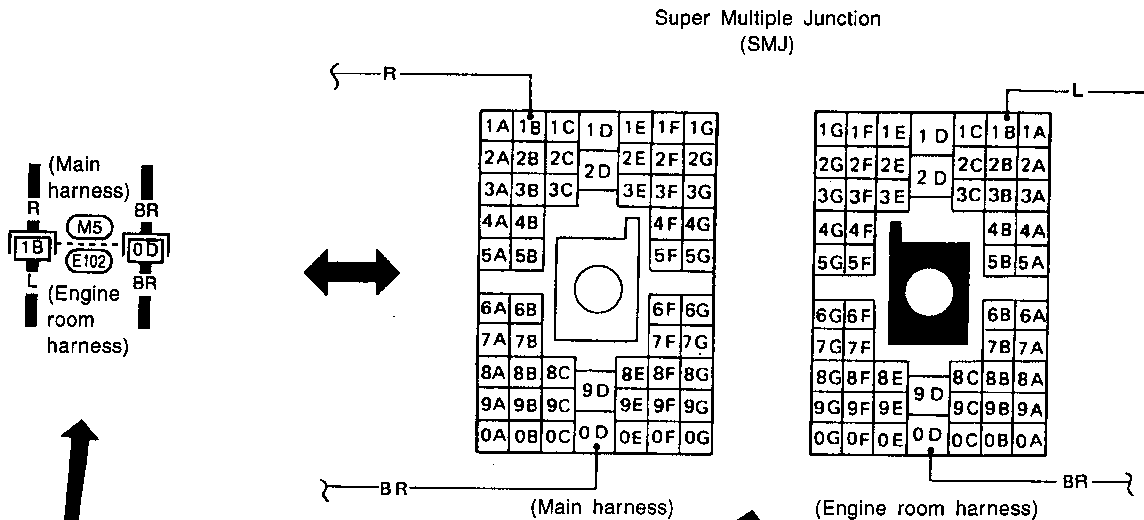 Super Multiple Junction
(SMJ)
R
L
(Main
harness)
R
BR
M5
1B
0D
E102
L
BR
(Engine
room
harness)
1A 1B 1C 1D 1E 1F 1G
2A 2B 2C 2D 2E 2F 2G
3A 3B 3C 3E 3F 3G
4A 4B 4F 4G
5A 5B 5F 5G
6A 6B 6F 6G
7A 7B 7F 7G
8A 8B 8C 8E 8F 8G
9A 9B 9C 9D 9E 9F 9G
0A 0B 0C 0D 0E 0F 0G
BR
(Main harness)
1G 1F 1E 1D 1C 1B 1A
2G 2F 2E 2D 2C 2B 2A
3G 3F 3E 3C 3B 3A
4G 4F 4B 4A
5G 5F 5B 5A
6G 6F 6B 6A
7G 7F 7B 7A
8G 8F 8E 8C 8B 8A
9G 9F 9E 9D 9C 9B 9A
0G 0F 0E 0D 0C 0B 0A
BR
(Engine room harness)